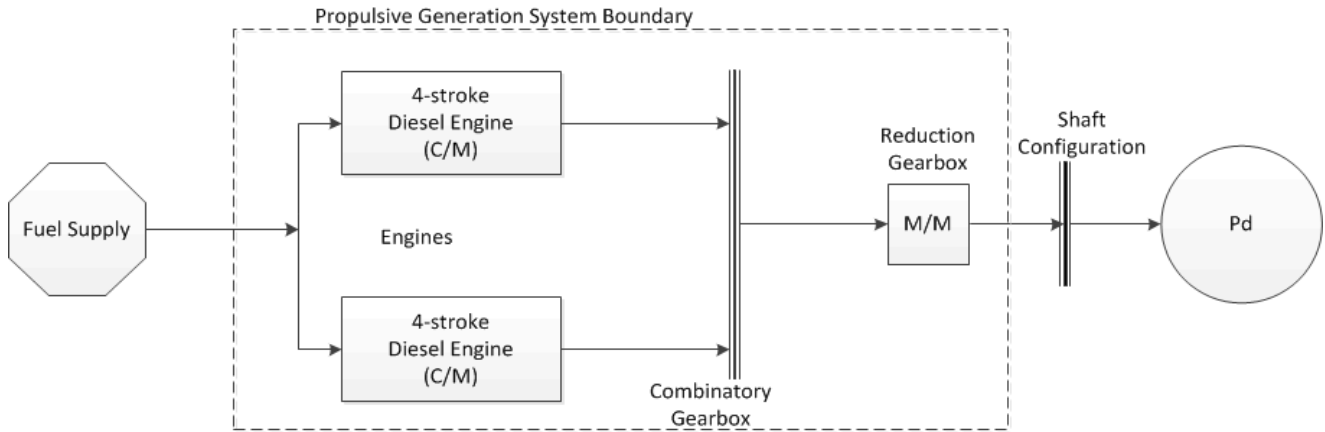 Propulsive Generation System Boundary
4-stroke
Diesel Engine
(C/M)
Reduction
Gearbox
Shaft
Configuration
Fuel Supply
Engines
M/M
Pd
4-stroke
Diesel Engine
(C/M)
Combinatory
Gearbox